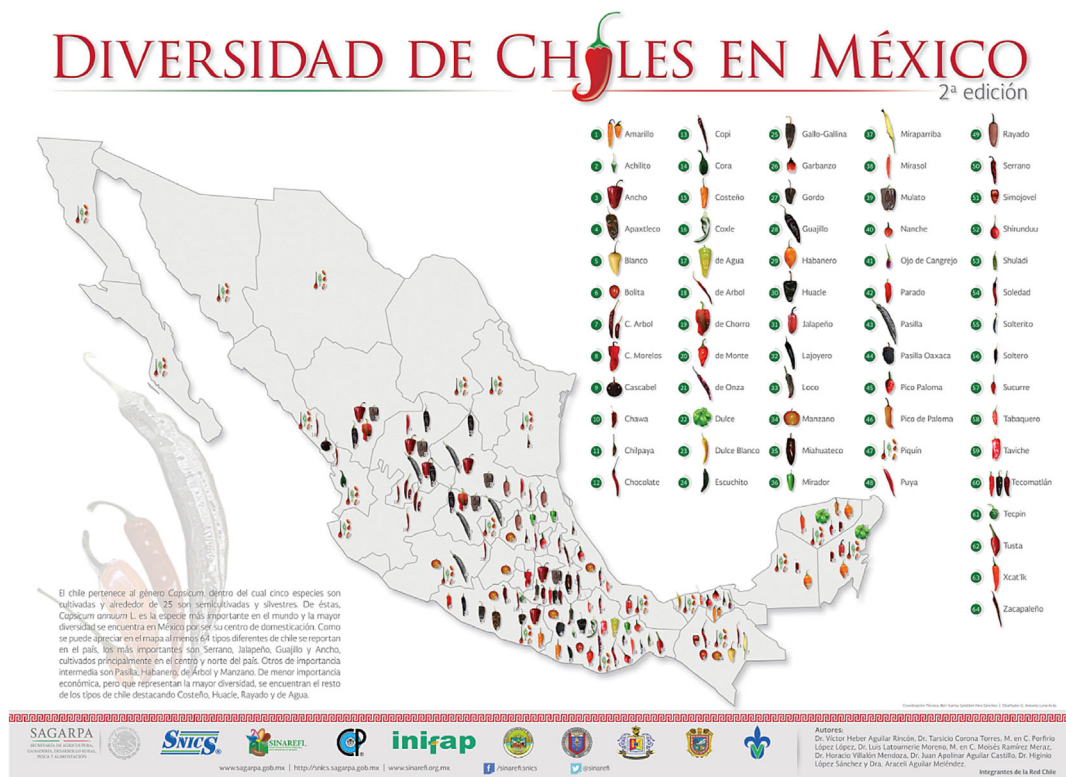 DIVERSIDAD DE CHILES EN MÉXICO
2ª edición
1 Amarillo
2 Achilito
3 Ancho
4 Apaxtleco
5 Blanco
6 Bolita
7 C. Arbol
8 C. Morelos
9 Cascabel
10 Chawa
11 Chilpaya
12 Chocolate
13 Copi
14 Cora
15 Costeño
16 Coxle
17 de Agua
18 de Arbol
19 de Chorro
20 de Monte
21 de Onza
22 Dulce
23 Dulce Blanco
24 Escuchito
25 Gallo-Gallina
26 Garbanzo
27 Gordo
28 Guajillo
29 Habanero
30 Huacle
31 Jalapeño
32 Lajoyero
33 Loco
34 Manzano
35 Miahuateco
36 Mirador
37 Miraparriba
38 Mirasol
39 Mulato
40 Nanche
41 Ojo de Cangrejo
42 Parado
43 Pasilla
44 Pasilla Oaxaca
45 Pico Paloma
46 Pico de Paloma
47 Piquín
48 Puya
49 Rayado
50 Serrano
51 Simojovel
52 Shirunduu
53 Shuladi
54 Soledad
55 Solterito
56 Soltero
57 Sucurre
58 Tabaquero
59 Taviche
60 Tecomatlán
61 Tecpin
62 Tusta
63 Xcat'ik
64 Zacapaleño
El chile pertenece al género Capsicum, dentro del cual cinco especies son
cultivadas y alrededor de 25 son semicultivadas y silvestres. De éstas,
Capsicum annuum L. es la especie más importante en el mundo y la mayor
diversidad se encuentra en México por ser su centro de domesticación. Como
se puede apreciar en el mapa al menos 64 tipos diferentes de chile se reportan
en el país, los más importantes son Serrano, Jalapeño, Guajillo y Ancho,
cultivados principalmente en el centro y norte del país. Otros de importancia
intermedia son Pasilla, Habanero, de Árbol y Manzano. De menor importancia
económica, pero que representan la mayor diversidad, se encuentran el resto
de los tipos de chile destacando Costeño, Huacle, Rayado y de Agua.
SAGARPA
SECRETARÍA DE AGRICULTURA,
GANADERÍA, DESARROLLO RURAL,
PESCA Y ALIMENTACIÓN
SNICS
SINAREFI
CP
inifap
www.sagarpa.gob.mx | http://snics.sagarpa.gob.mx | www.sinarefi.org.mx
/sinarefi.snics
@sinarefi
Autores:
Dr. Víctor Heber Aguilar Rincón, Dr. Tarsicio Corona Torres, M. en C. Porfirio
López López, Dr. Luis Latournerie Moreno, M. en C. Moisés Ramírez Meraz,
Dr. Horacio Villalón Mendoza, Dr. Juan Apolinar Aguilar Castillo, Dr. Higinio
López Sánchez y Dra. Araceli Aguilar Meléndez.
Integrantes de la Red Chile